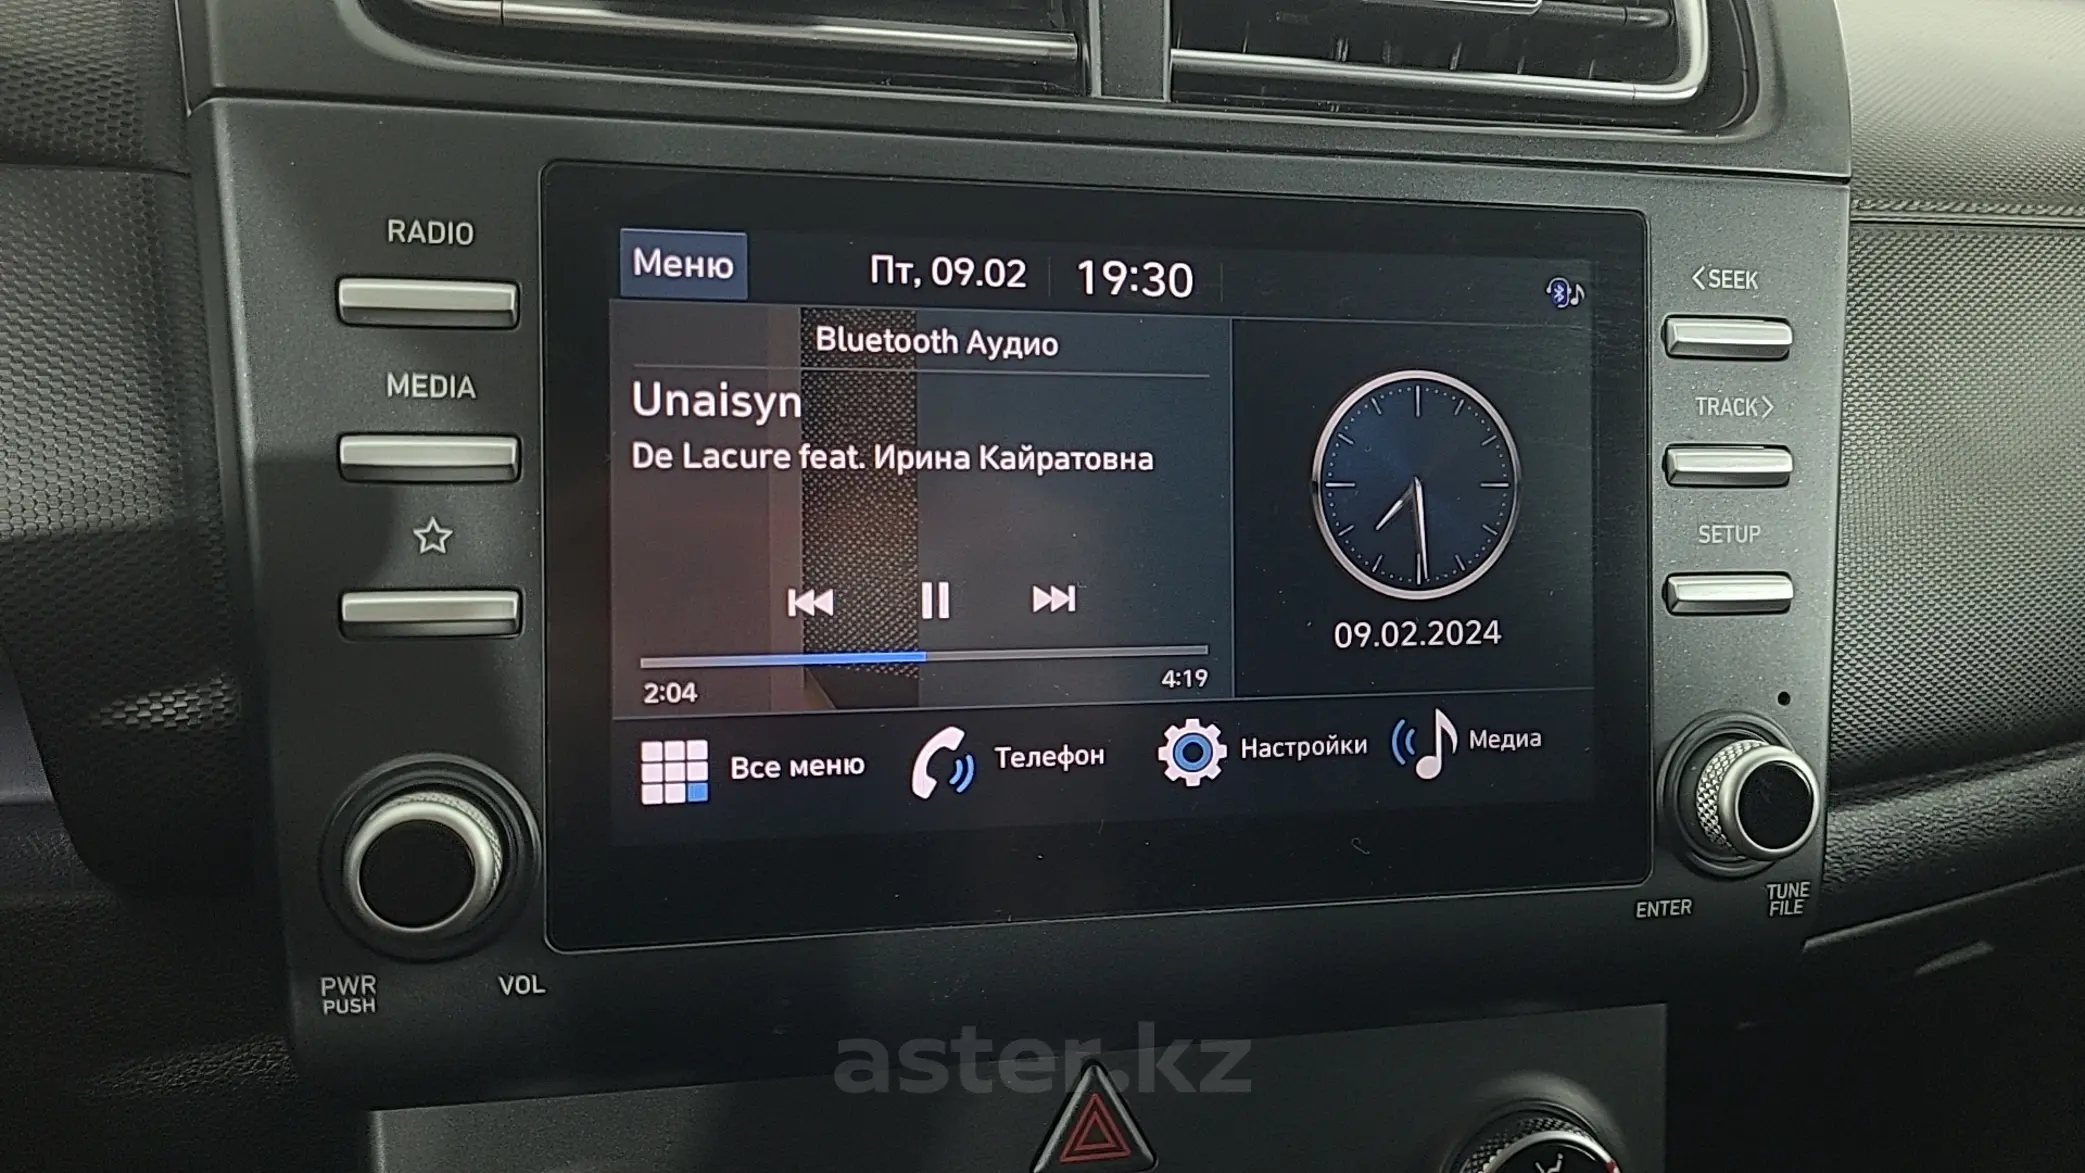 RADIO
MEDIA
PWR
PUSH
VOL
Меню
Пт, 09.02
19:30
Bluetooth Аудио
Unaisyn
De Lacure feat. Ирина Кайратовна
2:04
4:19
09.02.2024
Все меню
Телефон
Настройки
Медиа
<SEEK
TRACK>
SETUP
ENTER
TUNE
FILE
aster.kz